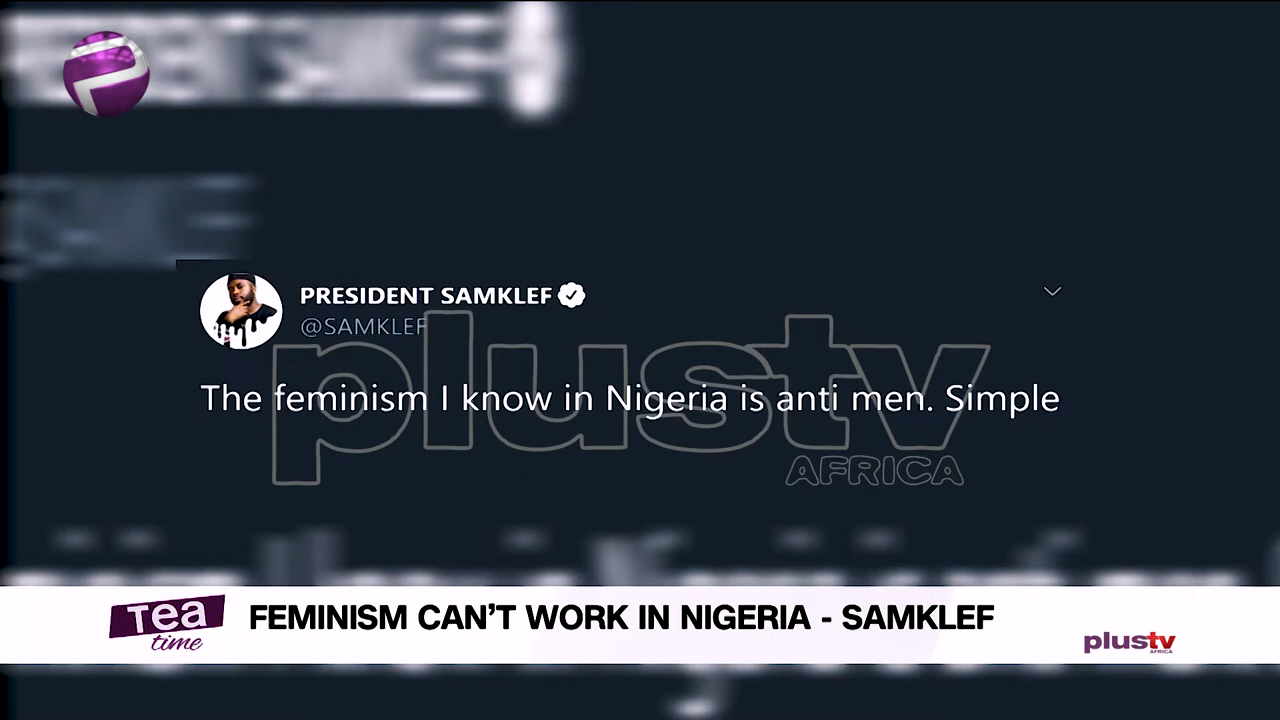 PRESIDENT SAMKLEF
@SAMKLEF
The feminism I know in Nigeria is anti men. Simple
plustv
AFRICA
Tea
time
FEMINISM CAN'T WORK IN NIGERIA - SAMKLEF
plustv
AFRICA